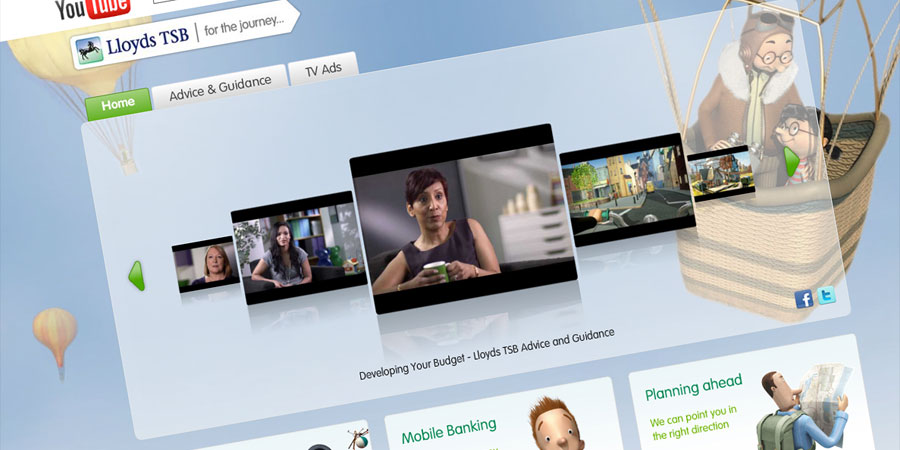 YouTube
Lloyds TSB | for the journey...
Home
Advice & Guidance
TV Ads
Developing Your Budget - Lloyds TSB Advice and Guidance
Mobile Banking
Planning ahead
We can point you in
the right direction